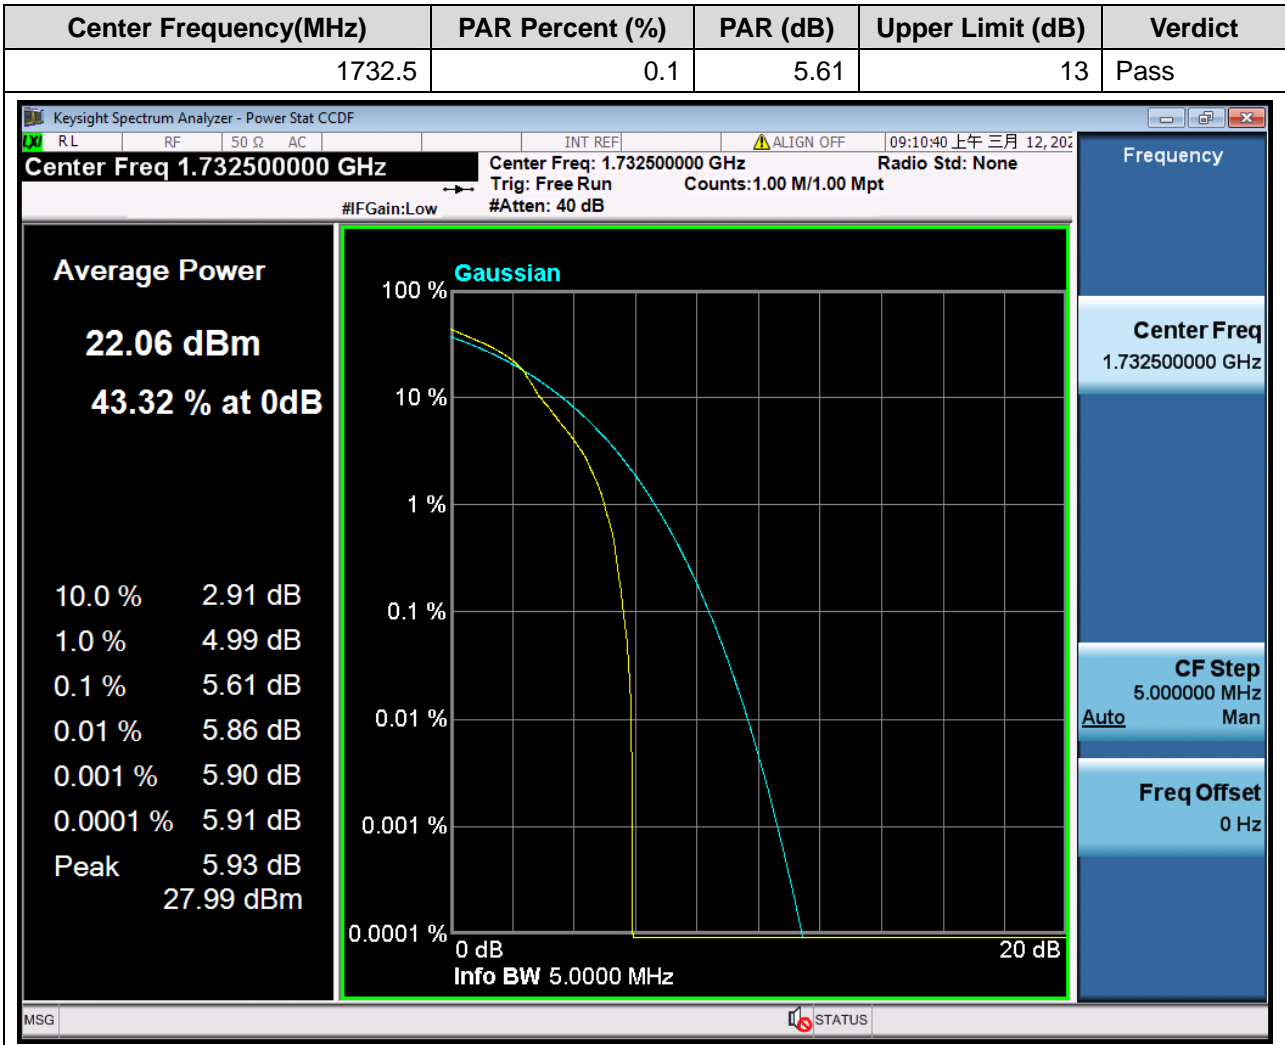 Center Frequency(MHz) PAR Percent (%) PAR (dB) Upper Limit (dB) Verdict
1732.5 0.1 5.61 13 Pass
Keysight Spectrum Analyzer - Power Stat CCDF
LXI RL RF 50 Ω AC INT REF ALIGN OFF 09:10:40 上午 三月 12, 202
Center Freq 1.732500000 GHz
Center Freq: 1.732500000 GHz Radio Std: None
Trig: Free Run Counts:1.00 M/1.00 Mpt
#IFGain:Low #Atten: 40 dB
Frequency
Average Power
22.06 dBm
43.32 % at 0dB
10.0 % 2.91 dB
1.0 % 4.99 dB
0.1 % 5.61 dB
0.01 % 5.86 dB
0.001 % 5.90 dB
0.0001 % 5.91 dB
Peak 5.93 dB
27.99 dBm
Gaussian
100 %
10 %
1 %
0.1 %
0.01 %
0.001 %
0.0001 %
0 dB 20 dB
Info BW 5.0000 MHz
Center Freq
1.732500000 GHz
CF Step
5.000000 MHz
Auto Man
Freq Offset
0 Hz
MSG STATUS